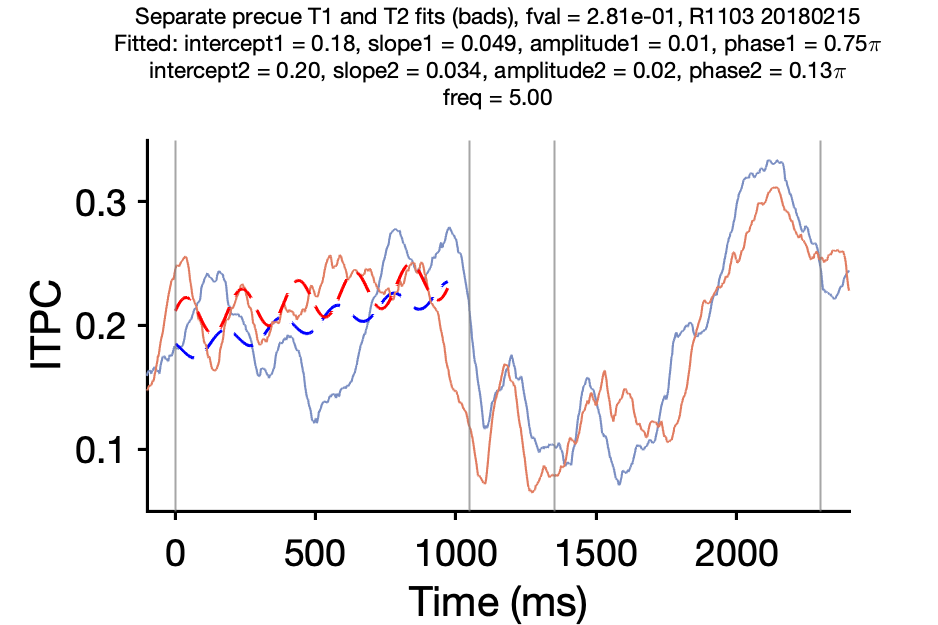 Separate precue T1 and T2 fits (bads), fval = 2.81e-01, R1103 20180215
Fitted: intercept1 = 0.18, slope1 = 0.049, amplitude1 = 0.01, phase1 = 0.75π
intercept2 = 0.20, slope2 = 0.034, amplitude2 = 0.02, phase2 = 0.13π
freq = 5.00
0.3
0.2
0.1
ITPC
0 500 1000 1500 2000
Time (ms)